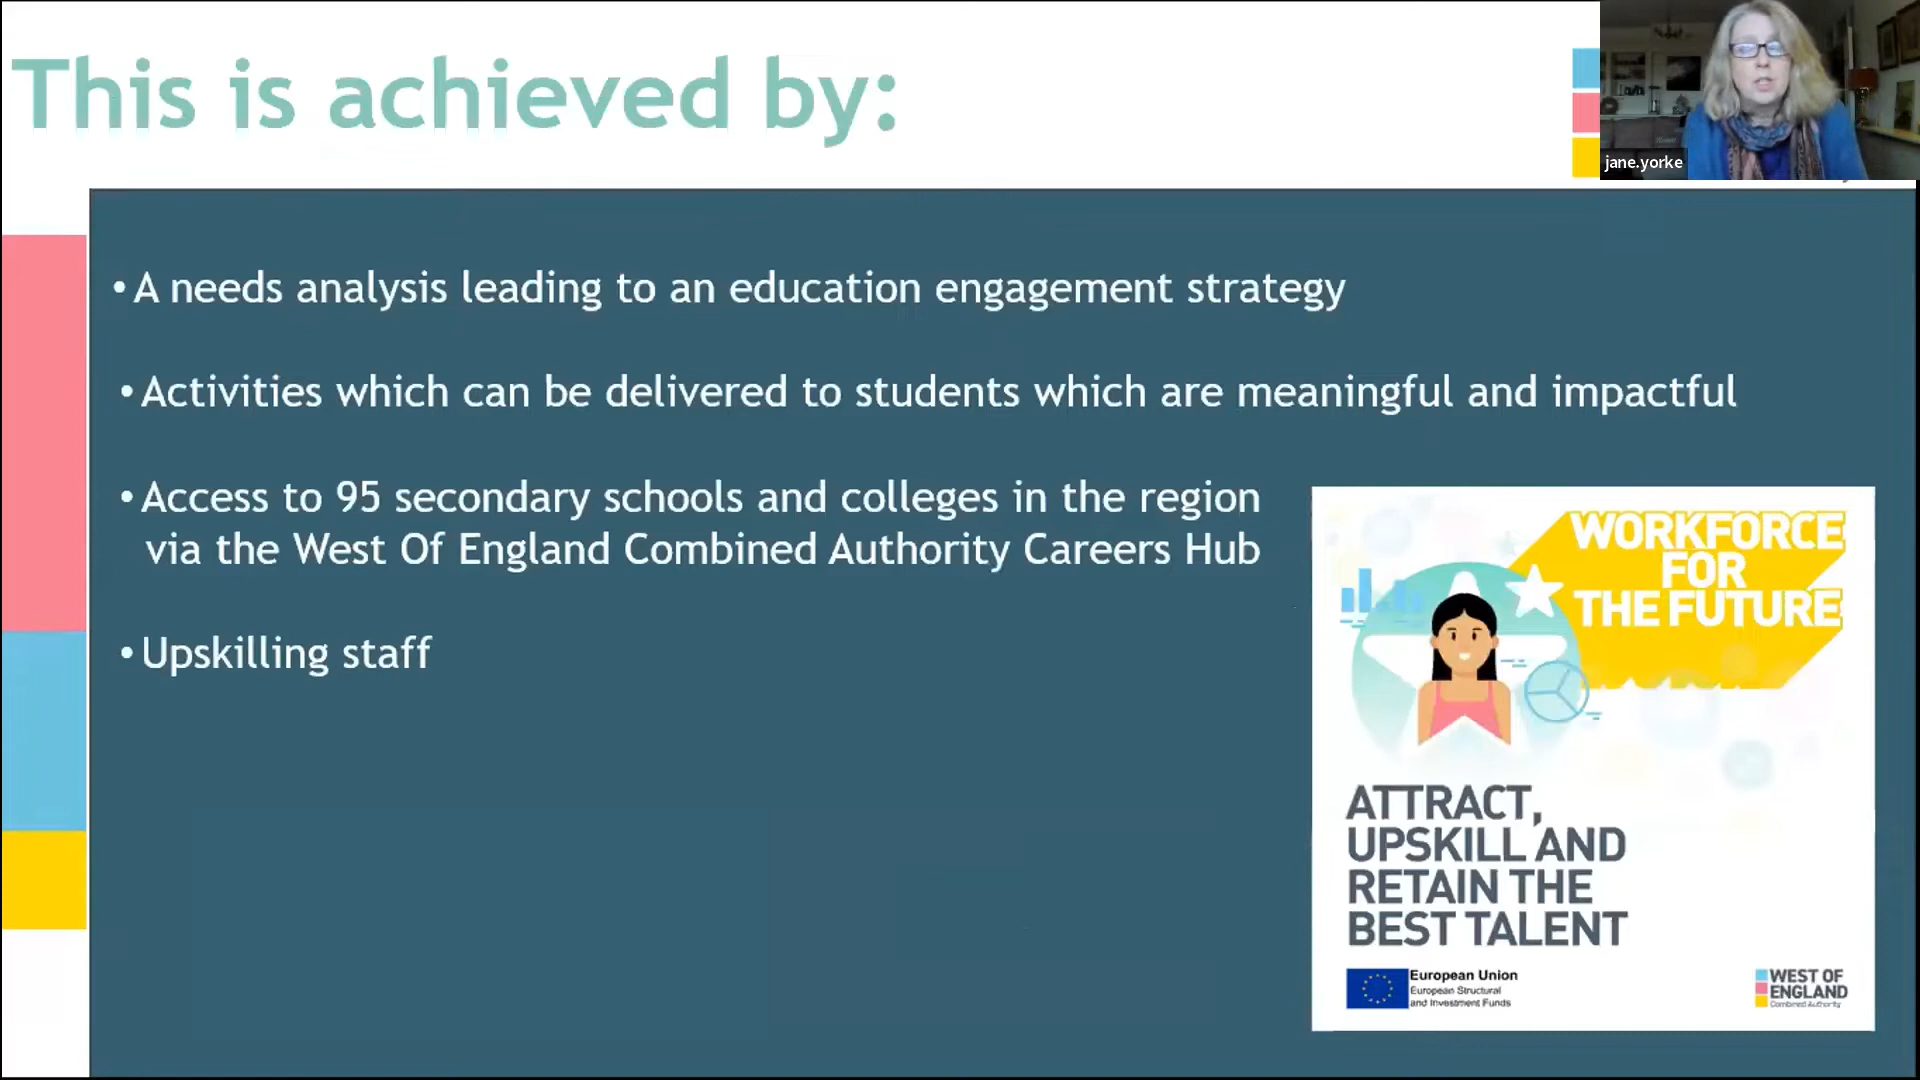 This is achieved by:
jane.yorke
• A needs analysis leading to an education engagement strategy
• Activities which can be delivered to students which are meaningful and impactful
• Access to 95 secondary schools and colleges in the region
via the West Of England Combined Authority Careers Hub
• Upskilling staff
WORKFORCE
FOR
THE FUTURE
ATTRACT,
UPSKILL AND
RETAIN THE
BEST TALENT
European Union
European Structural
and Investment Funds
WEST OF
ENGLAND
Combined Authority